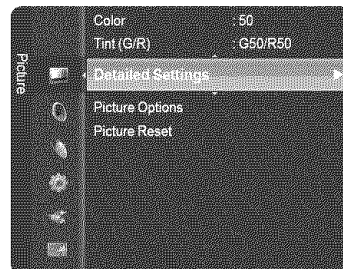 Picture
Color : 50
Tint (G/R) : G50/R50
Detailed Settings
Picture Options
Picture Reset